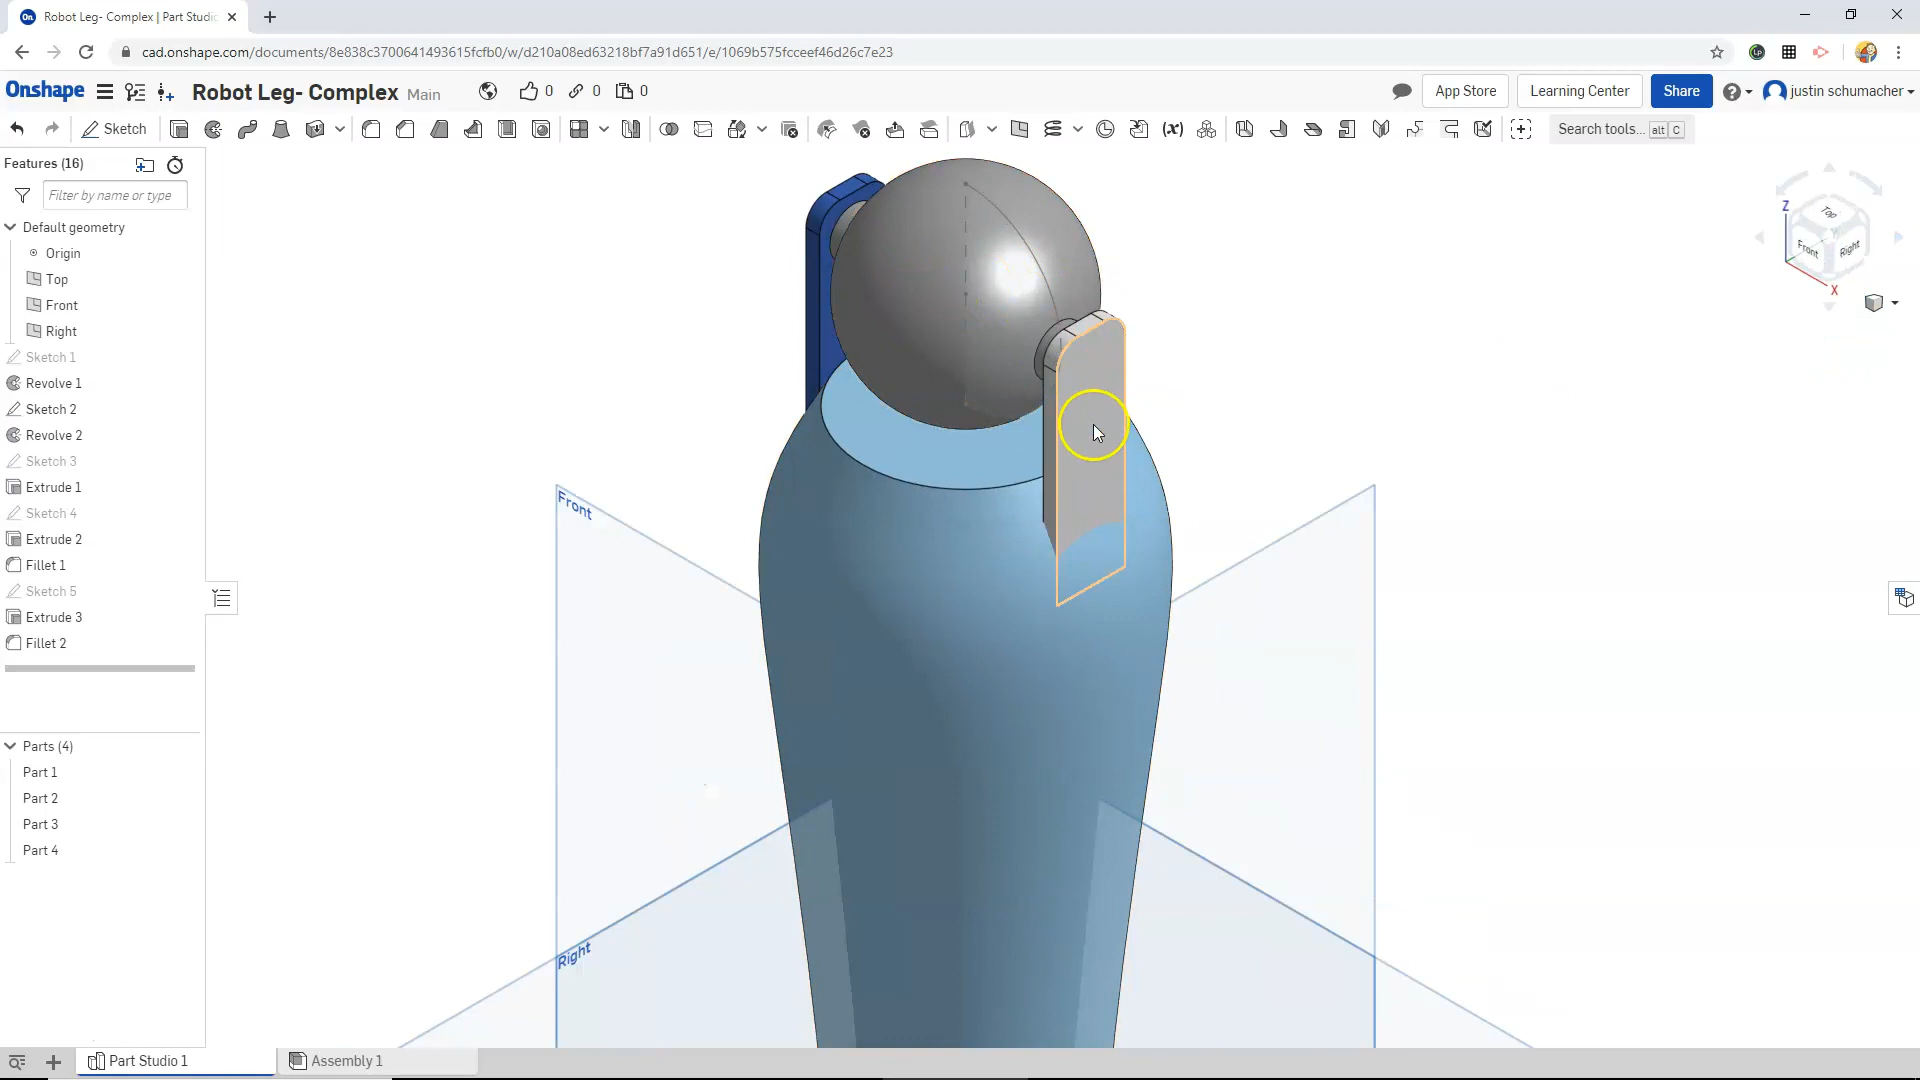 Robot Leg- Complex | Part Studio
cad.onshape.com/documents/8e838c3700641493615fcfb0/w/d210a08ed63218bf7a91d651/e/1069b575fcceef46d26c7e23
Onshape Robot Leg- Complex Main 0 0 0 App Store Learning Center Share justin schumacher
Sketch (x) Search tools... alt C
Features (16)
Filter by name or type
Default geometry
Origin
Top
Front
Right
Sketch 1
Revolve 1
Sketch 2
Revolve 2
Sketch 3
Extrude 1
Sketch 4
Extrude 2
Fillet 1
Sketch 5
Extrude 3
Fillet 2
Parts (4)
Part 1
Part 2
Part 3
Part 4
Front
Right
Z
Top
Front
Right
X
Part Studio 1
Assembly 1